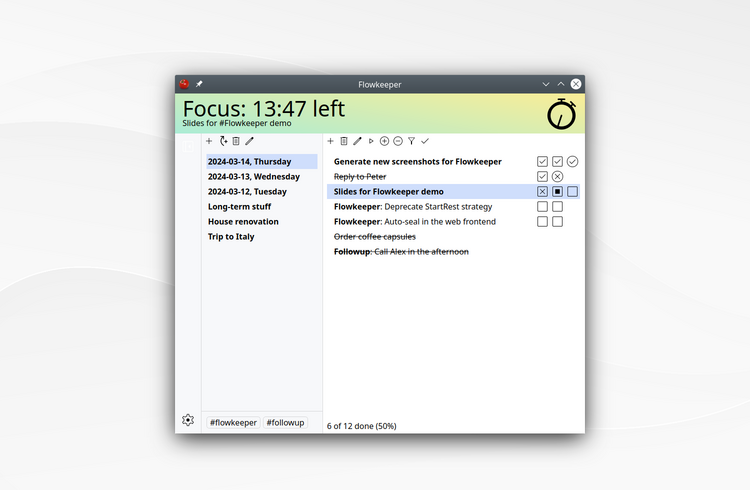 Flowkeeper
Focus: 13:47 left
Slides for #Flowkeeper demo
2024-03-14, Thursday
2024-03-13, Wednesday
2024-03-12, Tuesday
Long-term stuff
House renovation
Trip to Italy
#flowkeeper #followup
Generate new screenshots for Flowkeeper
Reply to Peter
Slides for Flowkeeper demo
Flowkeeper: Deprecate StartRest strategy
Flowkeeper: Auto-seal in the web frontend
Order coffee capsules
Followup: Call Alex in the afternoon
6 of 12 done (50%)